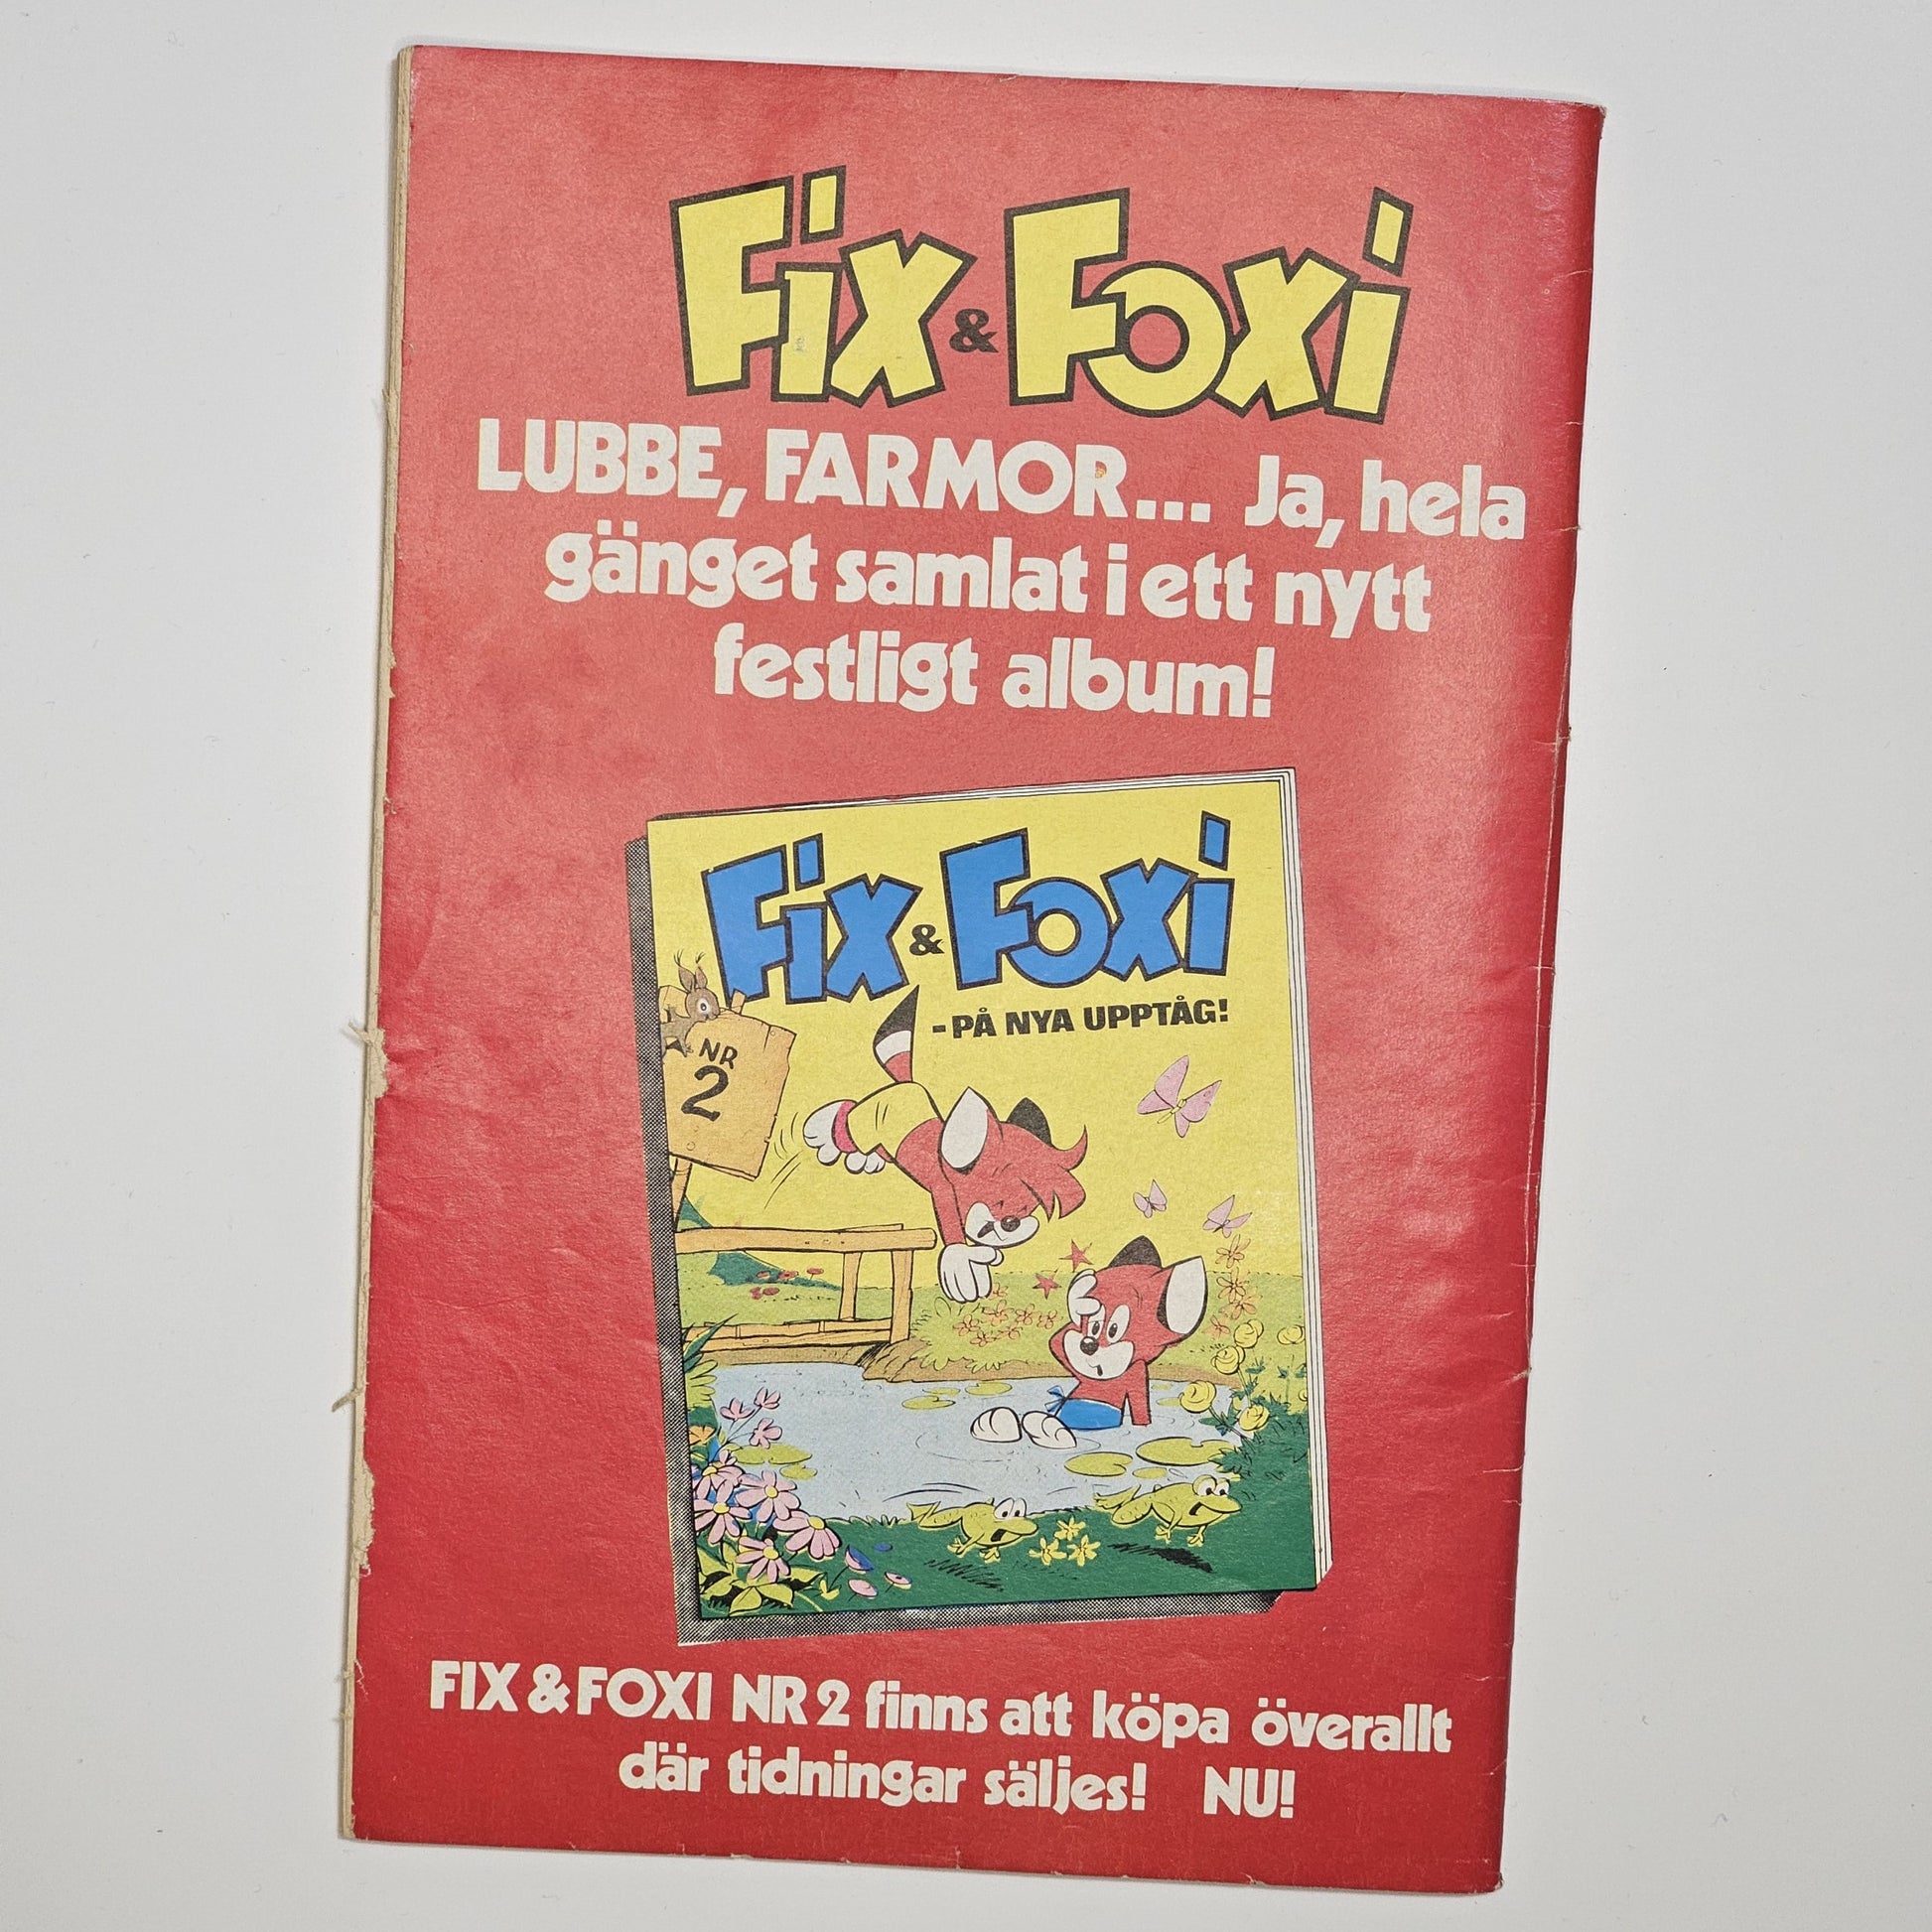 Fix & Foxi
LUBBE, FARMOR... Ja, hela
gänget samlat i ett nytt
festligt album!
Fix & Foxi
- PÅ NYA UPPTÅG!
NR
2
FIX & FOXI NR 2 finns att köpa överallt
där tidningar säljes! NU!